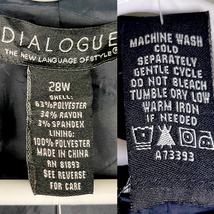 DIALOGUE
THE NEW LANGUAGE OF STYLE®
28W
SHELL:
63% POLYESTER
34% RAYON
3% SPANDEX
LINING:
100% POLYESTER
MADE IN CHINA
RN 81893
SEE REVERSE
FOR CARE
MACHINE WASH
COLD
SEPARATELY
GENTLE CYCLE
DO NOT BLEACH
TUMBLE DRY LOW
WARM IRON
IF NEEDED
A73393